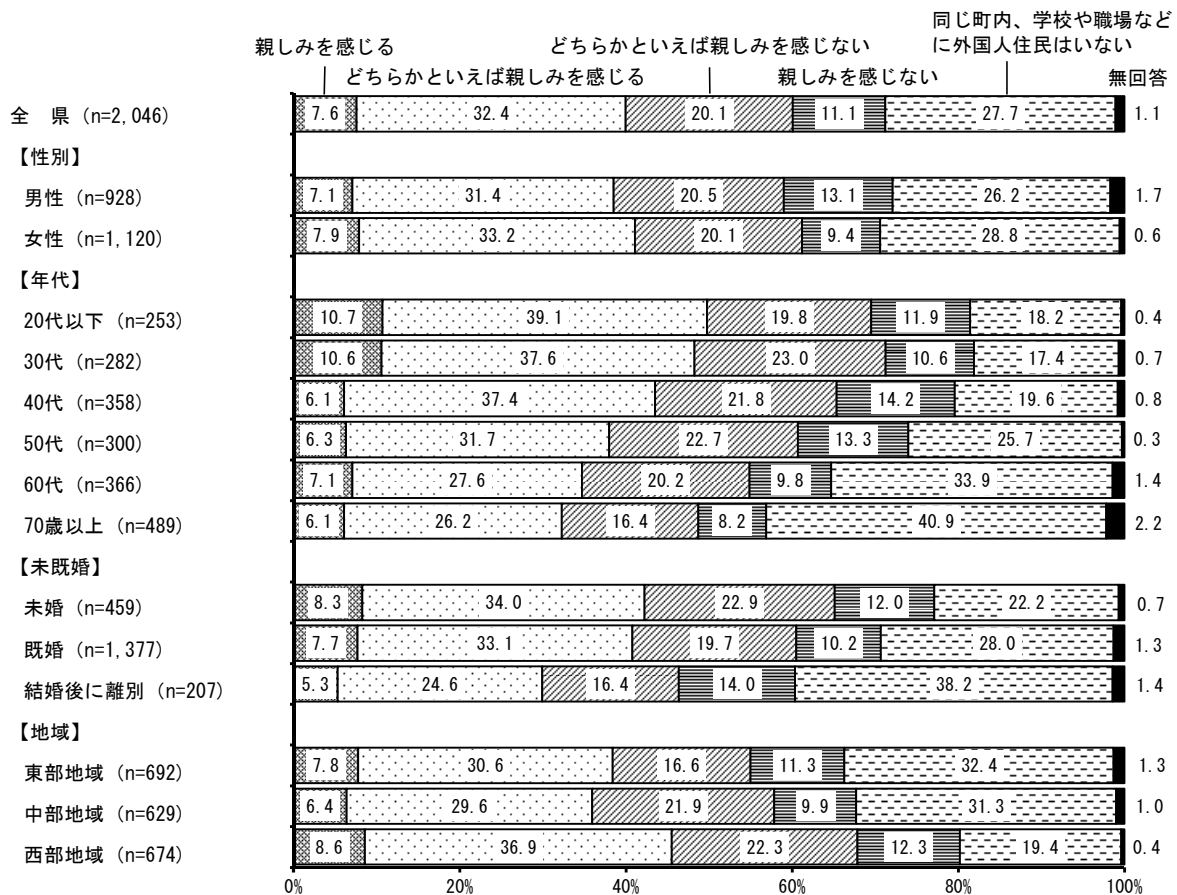 同じ町内、学校や職場など
に外国人住民はいない
親しみを感じる
どちらかといえば親しみを感じない
どちらかといえば親しみを感じる
親しみを感じない
無回答
全 県 (n=2,046) 7.6 32.4 20.1 11.1 27.7 1.1
【性別】
男性 (n=928) 7.1 31.4 20.5 13.1 26.2 1.7
女性 (n=1,120) 7.9 33.2 20.1 9.4 28.8 0.6
【年代】
20代以下 (n=253) 10.7 39.1 19.8 11.9 18.2 0.4
30代 (n=282) 10.6 37.6 23.0 10.6 17.4 0.7
40代 (n=358) 6.1 37.4 21.8 14.2 19.6 0.8
50代 (n=300) 6.3 31.7 22.7 13.3 25.7 0.3
60代 (n=366) 7.1 27.6 20.2 9.8 33.9 1.4
70歳以上 (n=489) 6.1 26.2 16.4 8.2 40.9 2.2
【未既婚】
未婚 (n=459) 8.3 34.0 22.9 12.0 22.2 0.7
既婚 (n=1,377) 7.7 33.1 19.7 10.2 28.0 1.3
結婚後に離別 (n=207) 5.3 24.6 16.4 14.0 38.2 1.4
【地域】
東部地域 (n=692) 7.8 30.6 16.6 11.3 32.4 1.3
中部地域 (n=629) 6.4 29.6 21.9 9.9 31.3 1.0
西部地域 (n=674) 8.6 36.9 22.3 12.3 19.4 0.4
0% 20% 40% 60% 80% 100%